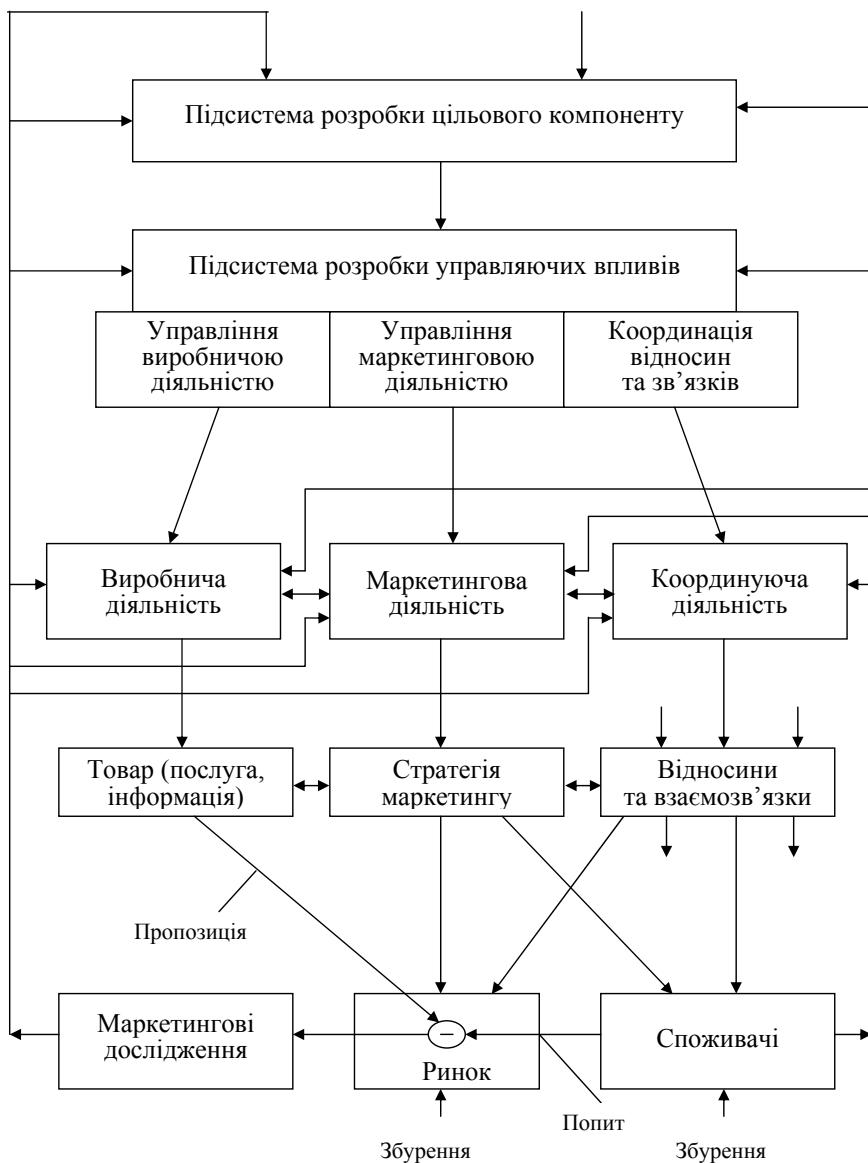 Підсистема розробки цільового компоненту
Підсистема розробки управляючих впливів
Управління
виробничою
діяльністю
Управління
маркетинговою
діяльністю
Координація
відносин
та зв’язків
Виробнича
діяльність
Маркетингова
діяльність
Координуюча
діяльність
Товар (послуга,
інформація)
Стратегія
маркетингу
Відносини
та взаємозв’язки
Пропозиція
Маркетингові
дослідження
–
Ринок
Споживачі
Попит
Збурення
Збурення